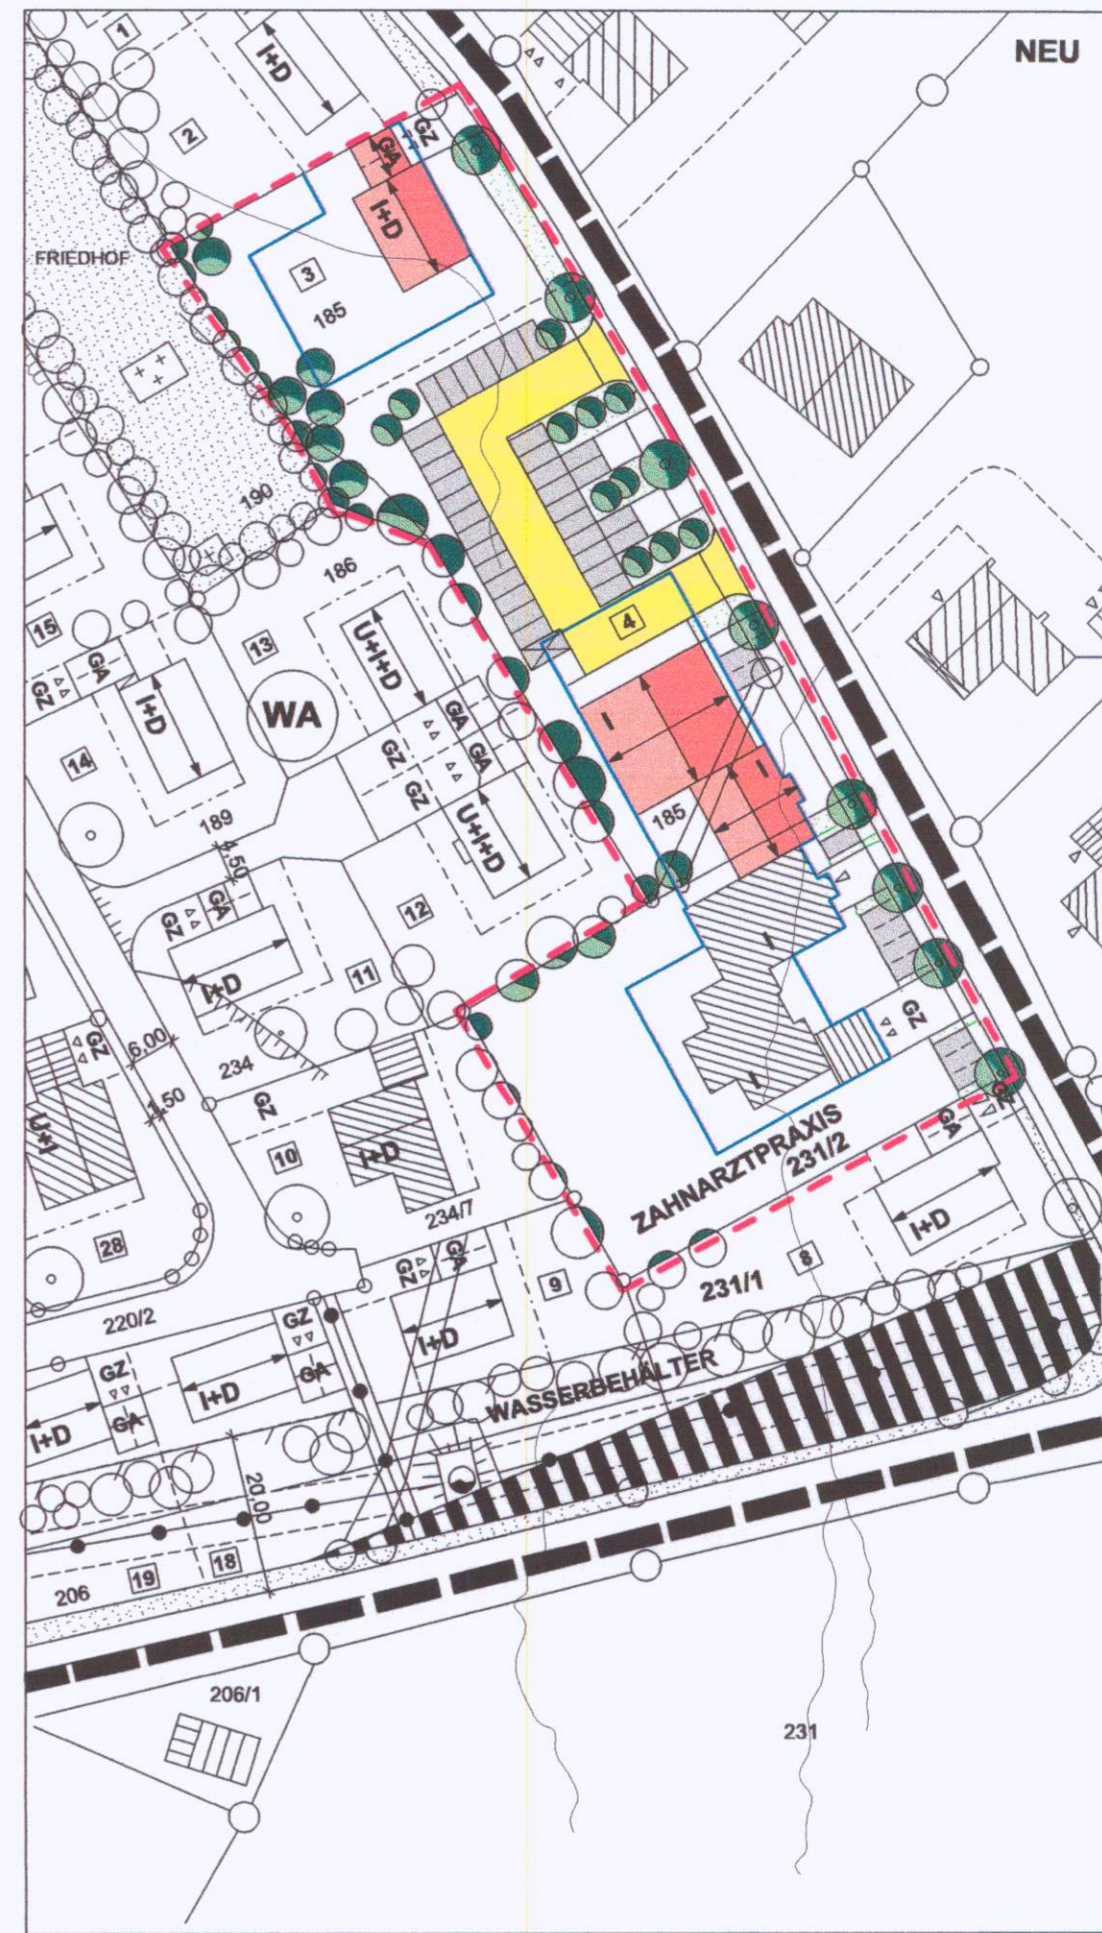 NEU
1
I+D
2
GZ
GA
I+D
FRIEDHOF
3
185
190
186
4
15
13
U+I+D
GA
GZ
I+D
WA
GA
GZ
GA
GZ
I
I
14
U+I+D
185
189
4,50
GA
GZ
12
I
I+D
11
GZ
GZ
6,00
234
1,50
GZ
I
GZ
U+I
I+D
10
GA
ZAHNARZTPRAXIS
231/2
234/7
I+D
28
GA
GZ
9
8
231/1
220/2
GZ
I+D
GZ
I+D
GA
WASSERBEHÄLTER
I+D
GA
20,00
18
19
206
206/1
231